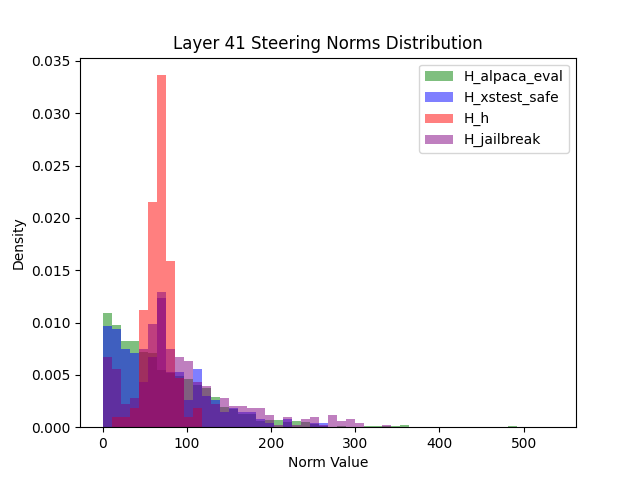 Layer 41 Steering Norms Distribution
H_alpaca_eval
H_xstest_safe
H_h
H_jailbreak
Density
0.035
0.030
0.025
0.020
0.015
0.010
0.005
0.000
0
100
200
300
400
500
Norm Value